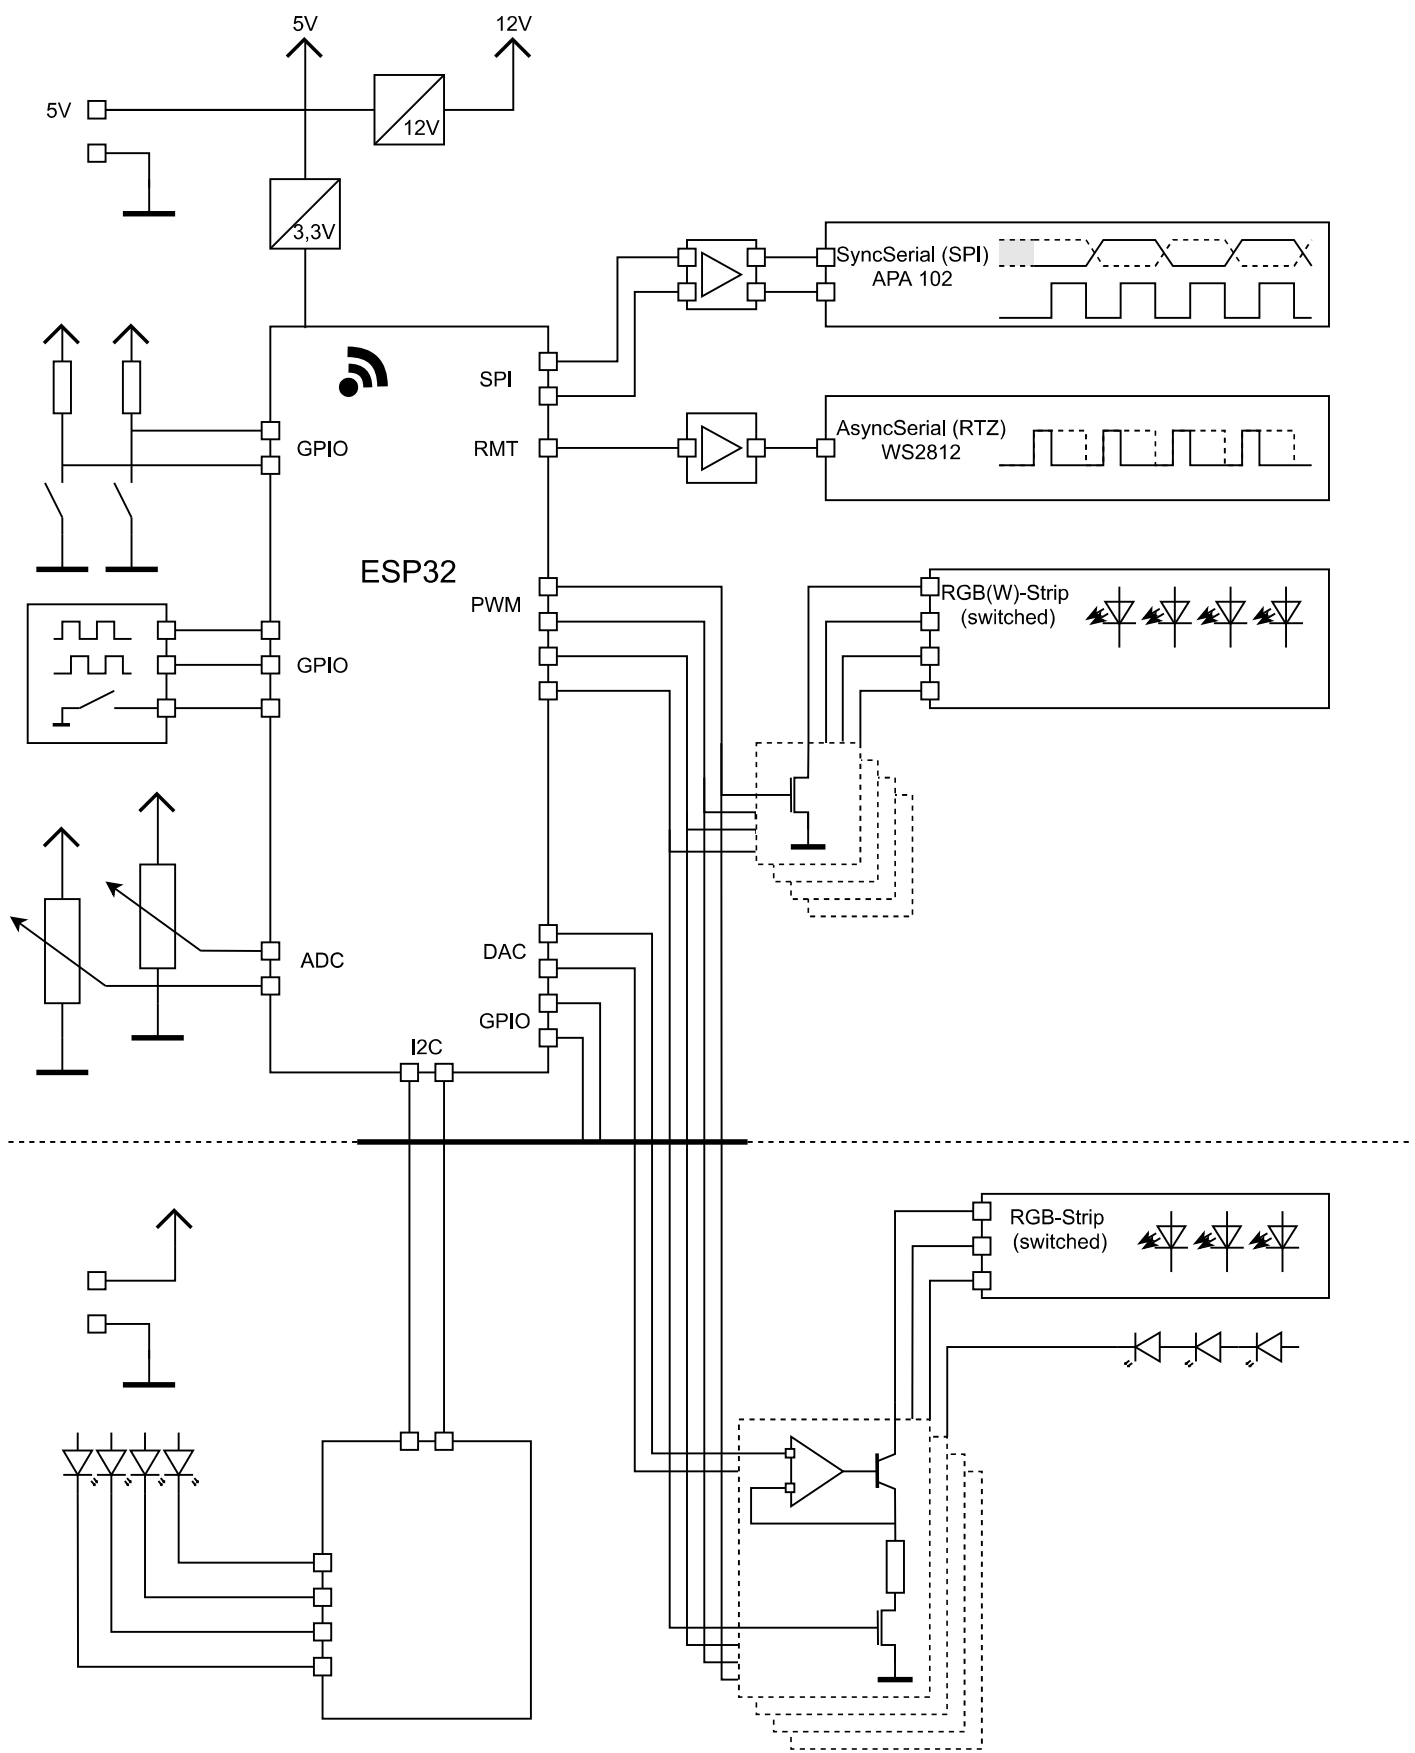 5V
12V
5V
12V
3,3V
SyncSerial (SPI)
APA 102
SPI
AsyncSerial (RTZ)
WS2812
GPIO
RMT
ESP32
RGB(W)-Strip
(switched)
PWM
GPIO
DAC
ADC
GPIO
I2C
RGB-Strip
(switched)